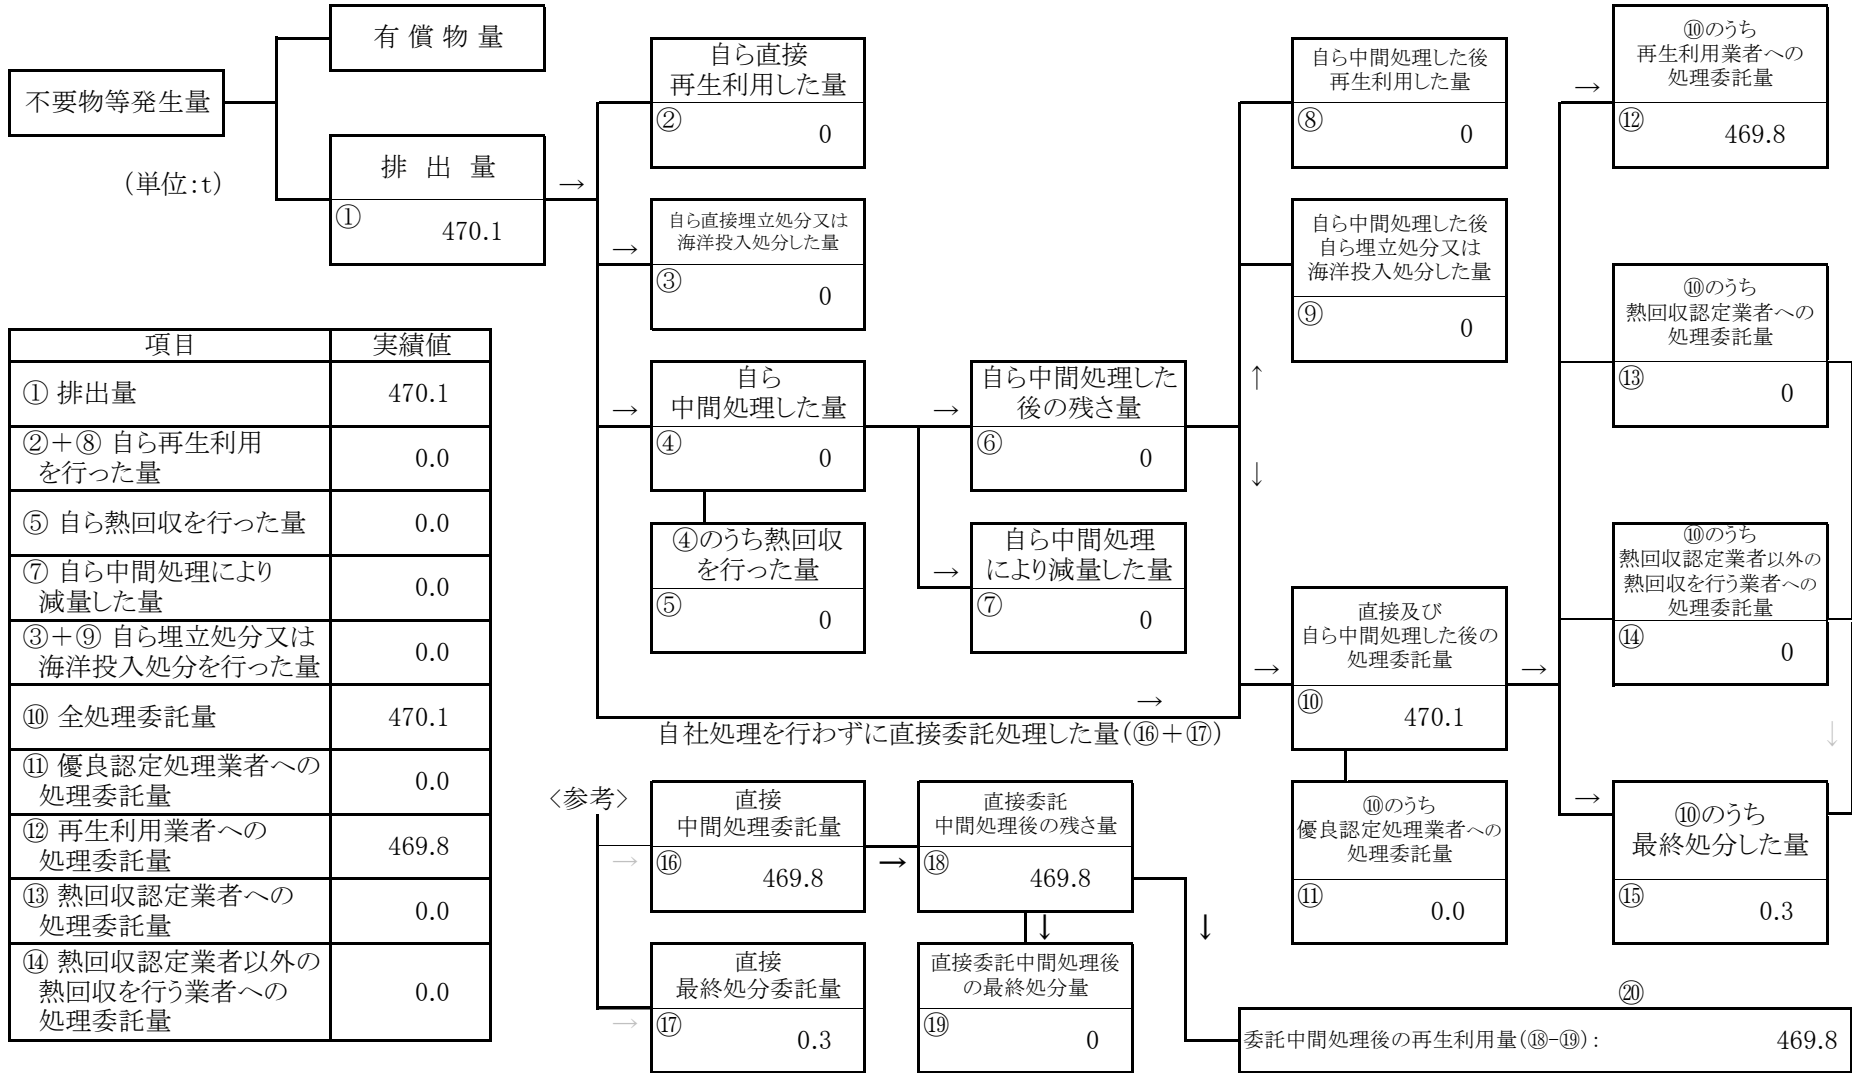 不要物等発生量
(単位:t)
有 償 物 量
排 出 量
①
470.1
→
自ら直接
再生利用した量
②
0
→
自ら直接埋立処分又は
海洋投入処分した量
③
0
→
自ら
中間処理した量
④
0
④のうち熱回収
を行った量
⑤
0
→
自ら中間処理した
後の残さ量
⑥
0
→
自ら中間処理
により減量した量
⑦
0
↑
↓
自ら中間処理した後
再生利用した量
⑧
0
自ら中間処理した後
自ら埋立処分又は
海洋投入処分した量
⑨
0
→
自社処理を行わずに直接委託処理した量(⑯+⑰)
→
直接及び
自ら中間処理した後の
処理委託量
⑩
470.1
⑩のうち
優良認定処理業者への
処理委託量
⑪
0.0
→
→
⑩のうち
再生利用業者への
処理委託量
⑫
469.8
⑩のうち
熱回収認定業者への
処理委託量
⑬
0
⑩のうち
熱回収認定業者以外の
熱回収を行う業者への
処理委託量
⑭
0
↓
→
⑩のうち
最終処分した量
⑮
0.3
項目 実績値
① 排出量 470.1
②+⑧ 自ら再生利用
を行った量 0.0
⑤ 自ら熱回収を行った量 0.0
⑦ 自ら中間処理により
減量した量 0.0
③+⑨ 自ら埋立処分又は
海洋投入処分を行った量 0.0
⑩ 全処理委託量 470.1
⑪ 優良認定処理業者への
処理委託量 0.0
⑫ 再生利用業者への
処理委託量 469.8
⑬ 熱回収認定業者への
処理委託量 0.0
⑭ 熱回収認定業者以外の
熱回収を行う業者への
処理委託量 0.0
<参考>
→
直接
中間処理委託量
⑯
469.8
→
直接委託
中間処理後の残さ量
⑱
469.8
↓
↓
→
直接
最終処分委託量
⑰
0.3
直接委託中間処理後
の最終処分量
⑲
0
⑳
委託中間処理後の再生利用量(⑱-⑲): 469.8